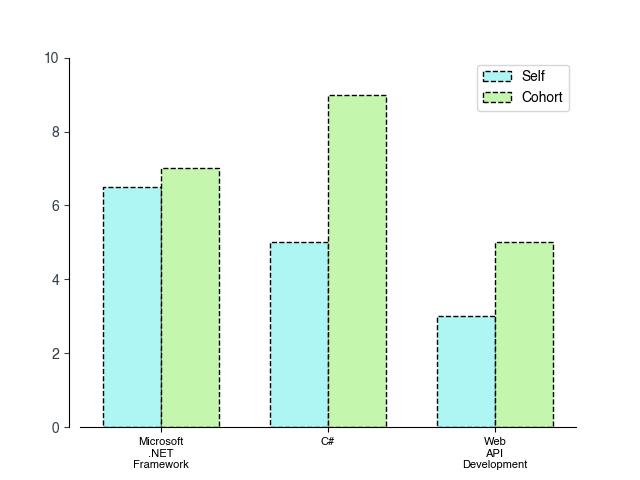 10
8
6
4
2
0
Self
Cohort
Microsoft
.NET
Framework
C#
Web
API
Development